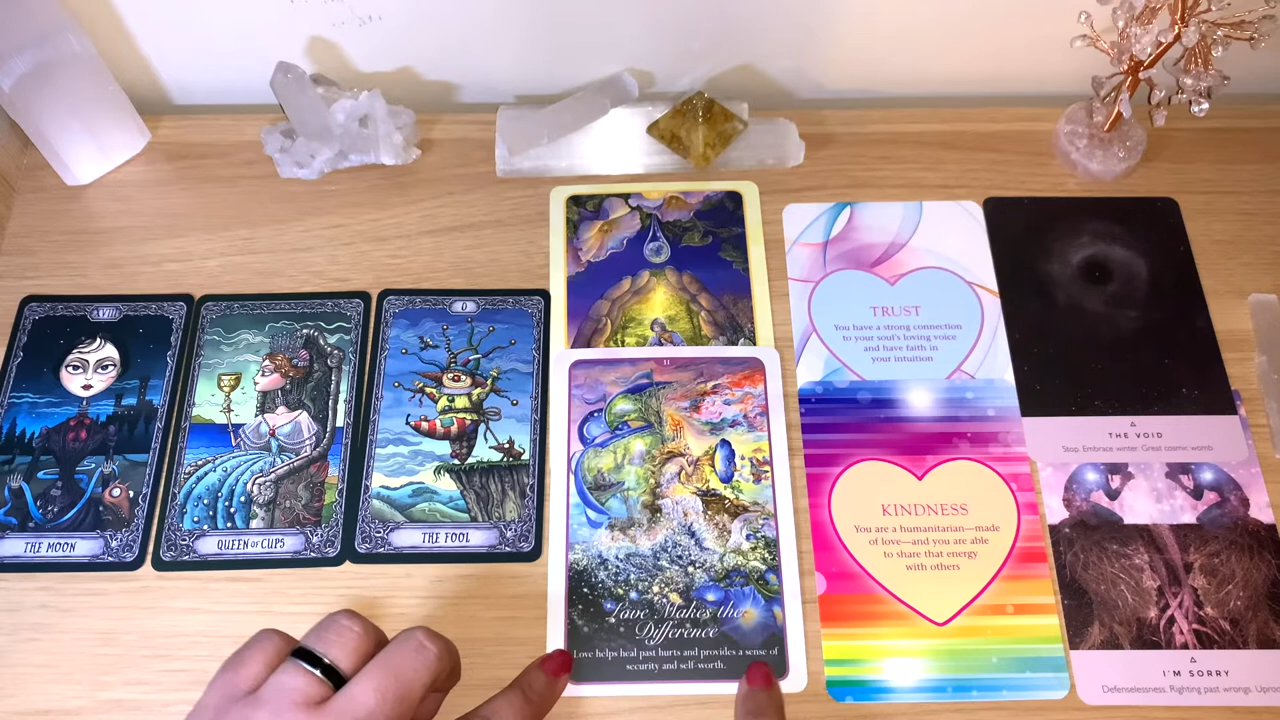 XVIII
THE MOON
QUEEN OF CUPS
0
THE FOOL
II
Love Makes the
Difference
Love helps heal past hurts and provides a sense of
security and self-worth.
TRUST
You have a strong connection
to your soul's loving voice
and have faith in
your intuition
KINDNESS
You are a humanitarian—made
of love—and you are able
to share that energy
with others
THE VOID
Stop. Embrace winter. Great cosmic womb.
I'M SORRY
Defenselessness. Righting past wrongs.